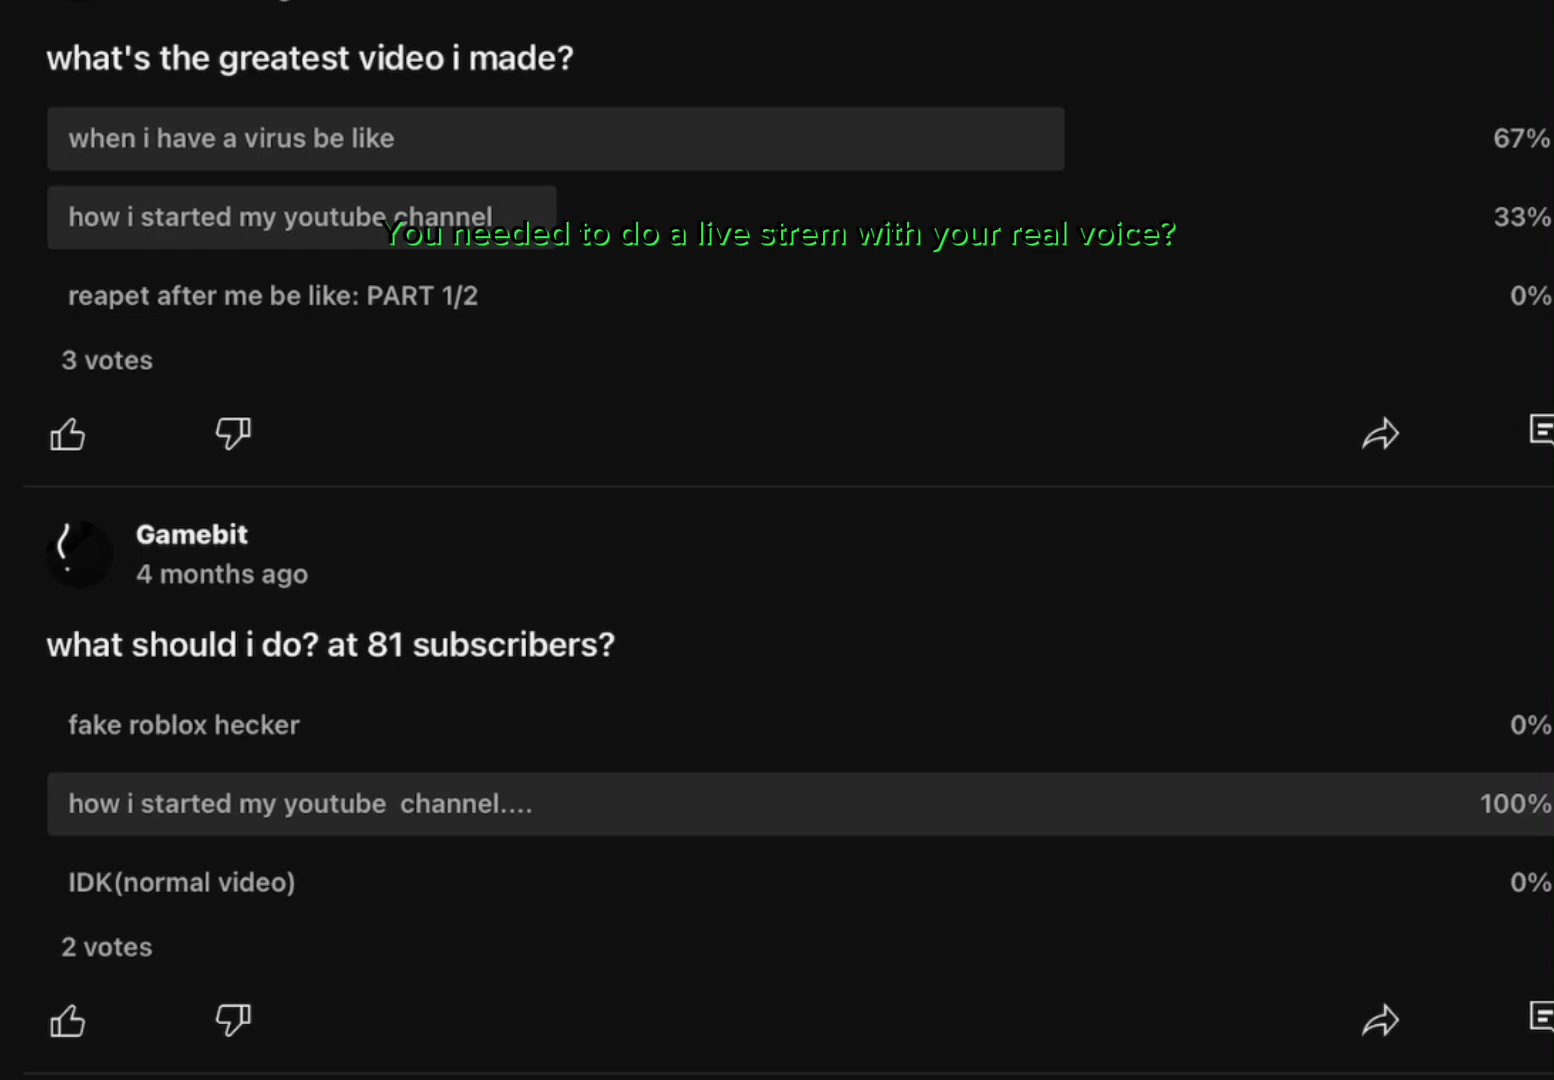 what's the greatest video i made?
when i have a virus be like
67%
how i started my youtube channel
33%
You needed to do a live strem with your real voice?
reapet after me be like: PART 1/2
0%
3 votes
Gamebit
4 months ago
what should i do? at 81 subscribers?
fake roblox hecker
0%
how i started my youtube  channel....
100%
IDK(normal video)
0%
2 votes